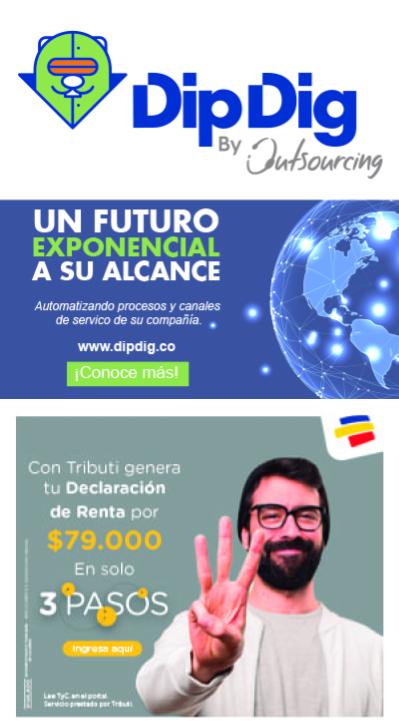 DipDig
By Outsourcing
UN FUTURO
EXPONENCIAL
A SU ALCANCE
Automatizando procesos y canales
de servico de su compañía.
www.dipdig.co
¡Conoce más!
Con Tributi genera
tu Declaración
de Renta por
$79.000
En solo
3 PASOS
Ingresa aquí
Lee TyC en el portal.
Servicio prestado por Tributi.